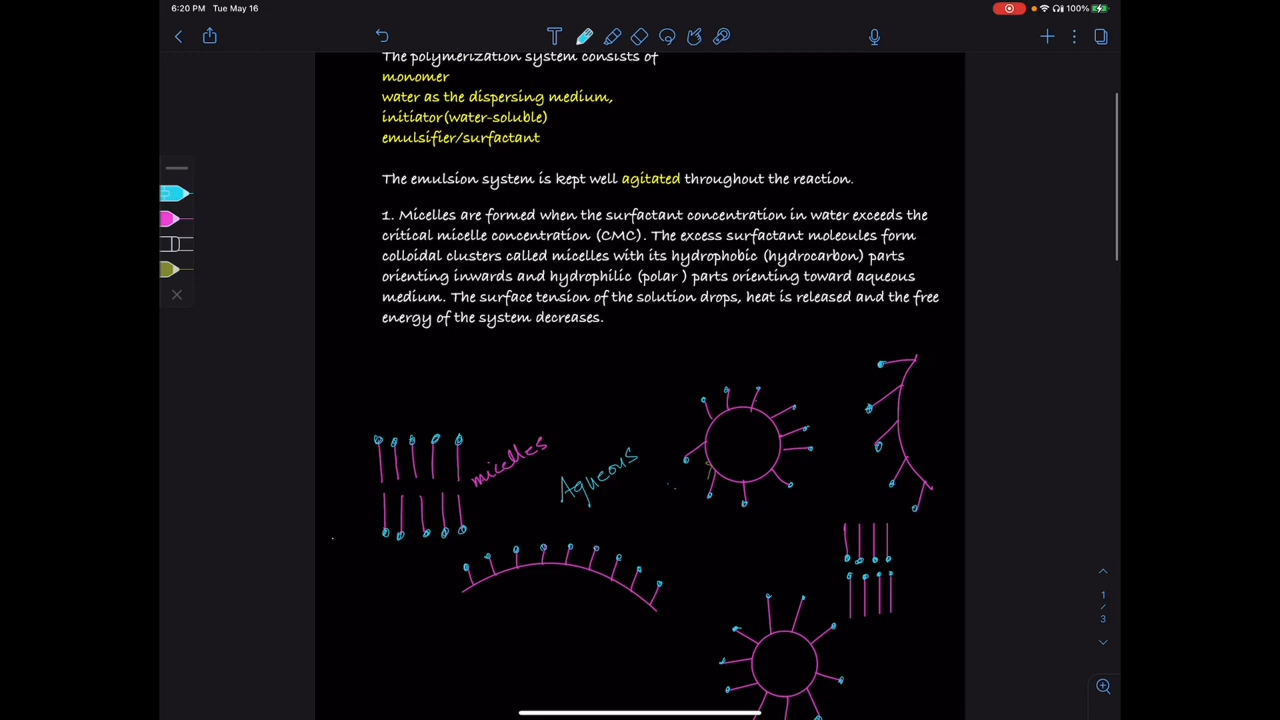 6:20 PM Tue May 16
100%
The polymerization system consists of
monomer
water as the dispersing medium,
initiator(water-soluble)
emulsifier/surfactant
The emulsion system is kept well agitated throughout the reaction.
1. Micelles are formed when the surfactant concentration in water exceeds the
critical micelle concentration (CMC). The excess surfactant molecules form
colloidal clusters called micelles with its hydrophobic (hydrocarbon) parts
orienting inwards and hydrophilic (polar ) parts orienting toward aqueous
medium. The surface tension of the solution drops, heat is released and the free
energy of the system decreases.
micelles
Aqueous
1
/
3